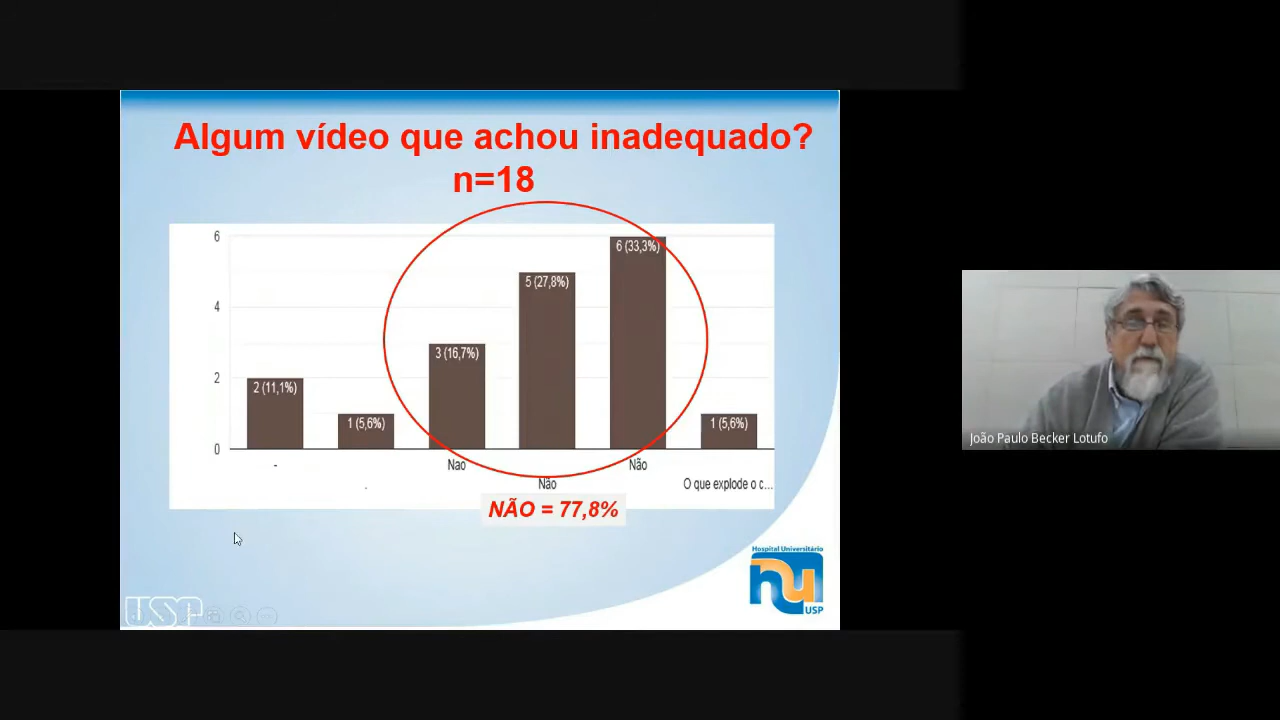 Algum vídeo que achou inadequado?
n=18
6
4
2
0
2 (11,1%)
1 (5,6%)
3 (16,7%)
5 (27,8%)
6 (33,3%)
1 (5,6%)
-
.
Nao
Não
Não
O que explode o c...
NÃO = 77,8%
Hospital Universitário
hu
USP
USP
João Paulo Becker Lotufo